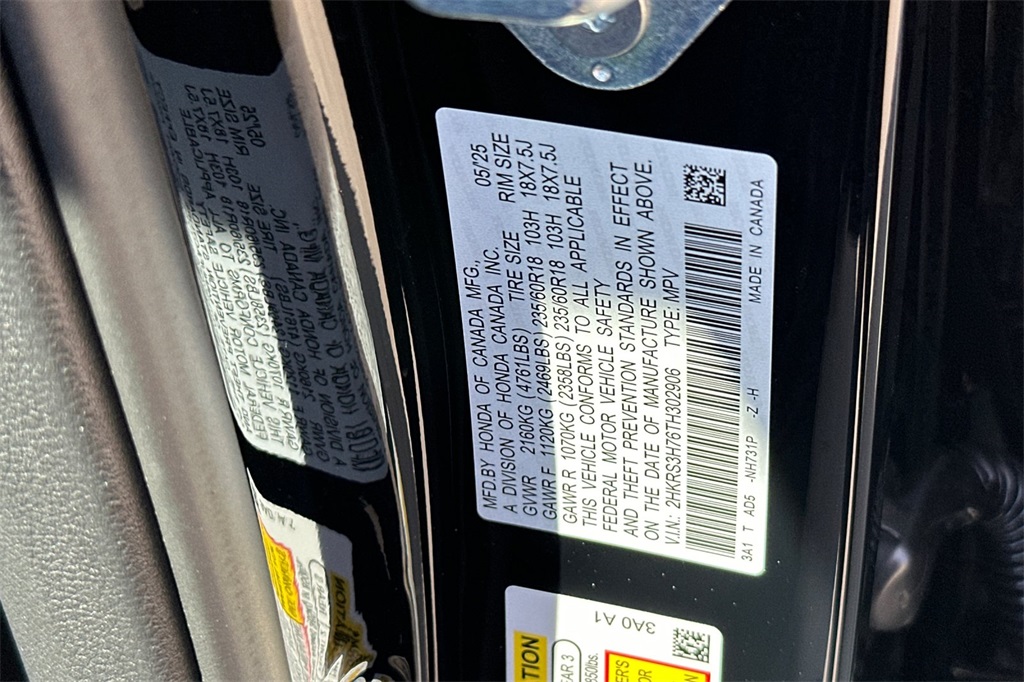 MFD.BY HONDA OF CANADA MFG., 05/'25
A DIVISION OF HONDA CANADA INC.
GVWR 2160KG (4761LBS) TIRE SIZE RIM SIZE
GAWR F 1120KG (2469LBS) 235/60R18 103H 18X7.5J
GAWR R 1070KG (2358LBS) 235/60R18 103H 18X7.5J
THIS VEHICLE CONFORMS TO ALL APPLICABLE
FEDERAL MOTOR VEHICLE SAFETY
AND THEFT PREVENTION STANDARDS IN EFFECT
ON THE DATE OF MANUFACTURE SHOWN ABOVE.
V.I.N.: 2HKRS3H76TH302906 TYPE: MPV
3A1 T AD5 -NH731P -Z -H MADE IN CANADA
3A0 A1